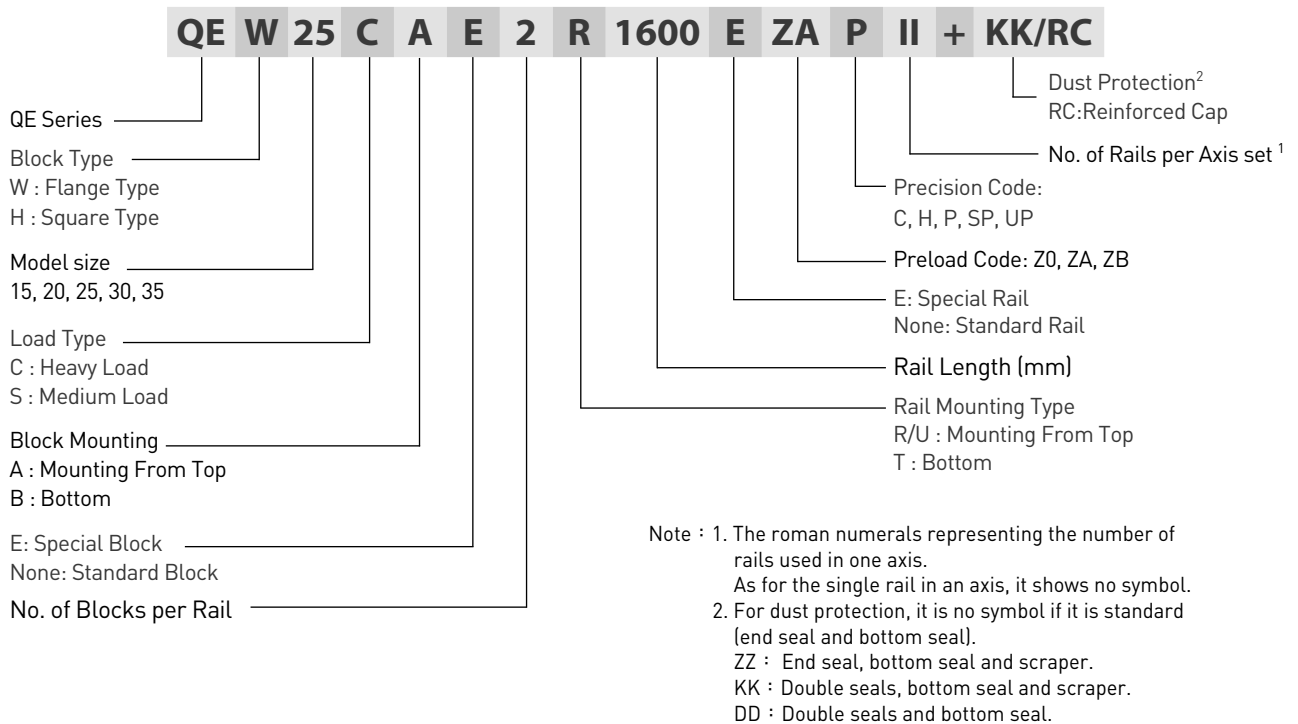 QE W 25 C A E 2 R 1600 E ZA P II + KK/RC
QE Series
Block Type
W : Flange Type
H : Square Type
Model size
15, 20, 25, 30, 35
Load Type
C : Heavy Load
S : Medium Load
Block Mounting
A : Mounting From Top
B : Bottom
E: Special Block
None: Standard Block
No. of Blocks per Rail
Dust Protection2
RC:Reinforced Cap
No. of Rails per Axis set 1
Precision Code:
C, H, P, SP, UP
Preload Code: Z0, ZA, ZB
E: Special Rail
None: Standard Rail
Rail Length (mm)
Rail Mounting Type
R/U : Mounting From Top
T : Bottom
Note : 1. The roman numerals representing the number of
rails used in one axis.
As for the single rail in an axis, it shows no symbol.
2. For dust protection, it is no symbol if it is standard
(end seal and bottom seal).
ZZ : End seal, bottom seal and scraper.
KK : Double seals, bottom seal and scraper.
DD : Double seals and bottom seal.